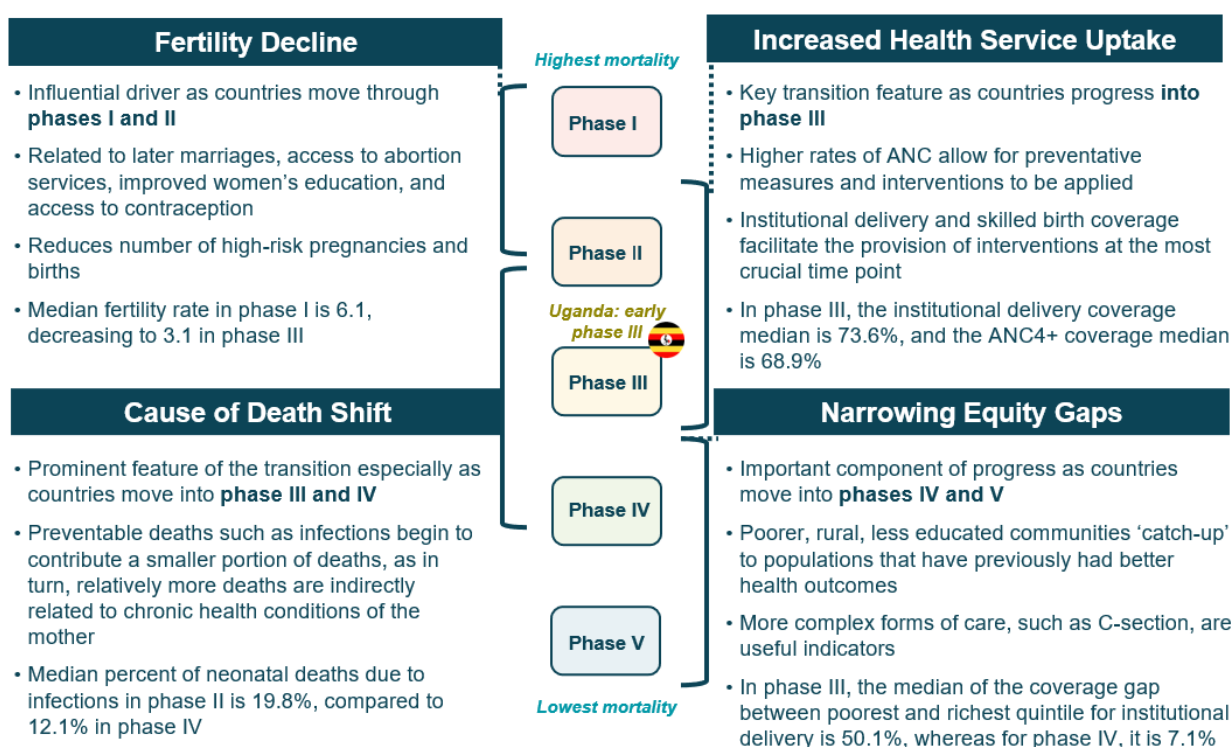 Fertility Decline
• Influential driver as countries move through
phases I and II
• Related to later marriages, access to abortion
services, improved women’s education, and
access to contraception
• Reduces number of high-risk pregnancies and
births
• Median fertility rate in phase I is 6.1,
decreasing to 3.1 in phase III
Cause of Death Shift
• Prominent feature of the transition especially as
countries move into phase III and IV
• Preventable deaths such as infections begin to
contribute a smaller portion of deaths, as in
turn, relatively more deaths are indirectly
related to chronic health conditions of the
mother
• Median percent of neonatal deaths due to
infections in phase II is 19.8%, compared to
12.1% in phase IV
Highest mortality
Phase I
Phase II
Uganda: early
phase III
Phase III
Phase IV
Phase V
Lowest mortality
Increased Health Service Uptake
• Key transition feature as countries progress into
phase III
• Higher rates of ANC allow for preventative
measures and interventions to be applied
• Institutional delivery and skilled birth coverage
facilitate the provision of interventions at the most
crucial time point
• In phase III, the institutional delivery coverage
median is 73.6%, and the ANC4+ coverage median
is 68.9%
Narrowing Equity Gaps
• Important component of progress as countries
move into phases IV and V
• Poorer, rural, less educated communities ‘catch-up’
to populations that have previously had better
health outcomes
• More complex forms of care, such as C-section, are
useful indicators
• In phase III, the median of the coverage gap
between poorest and richest quintile for institutional
delivery is 50.1%, whereas for phase IV, it is 7.1%